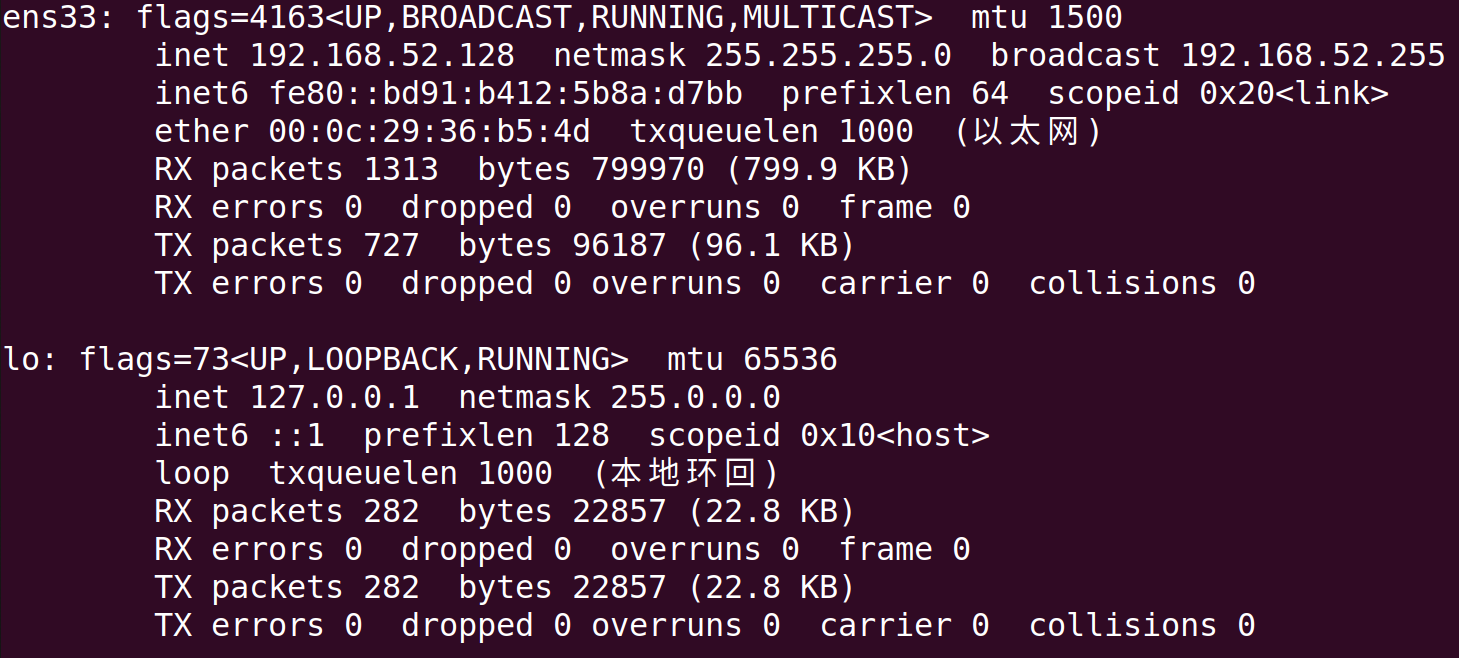 ens33: flags=4163<UP,BROADCAST,RUNNING,MULTICAST>  mtu 1500
        inet 192.168.52.128  netmask 255.255.255.0  broadcast 192.168.52.255
        inet6 fe80::bd91:b412:5b8a:d7bb  prefixlen 64  scopeid 0x20<link>
        ether 00:0c:29:36:b5:4d  txqueuelen 1000  (以太网)
        RX packets 1313  bytes 799970 (799.9 KB)
        RX errors 0  dropped 0  overruns 0  frame 0
        TX packets 727  bytes 96187 (96.1 KB)
        TX errors 0  dropped 0 overruns 0  carrier 0  collisions 0

lo: flags=73<UP,LOOPBACK,RUNNING>  mtu 65536
        inet 127.0.0.1  netmask 255.0.0.0
        inet6 ::1  prefixlen 128  scopeid 0x10<host>
        loop  txqueuelen 1000  (本地环回)
        RX packets 282  bytes 22857 (22.8 KB)
        RX errors 0  dropped 0  overruns 0  frame 0
        TX packets 282  bytes 22857 (22.8 KB)
        TX errors 0  dropped 0 overruns 0  carrier 0  collisions 0